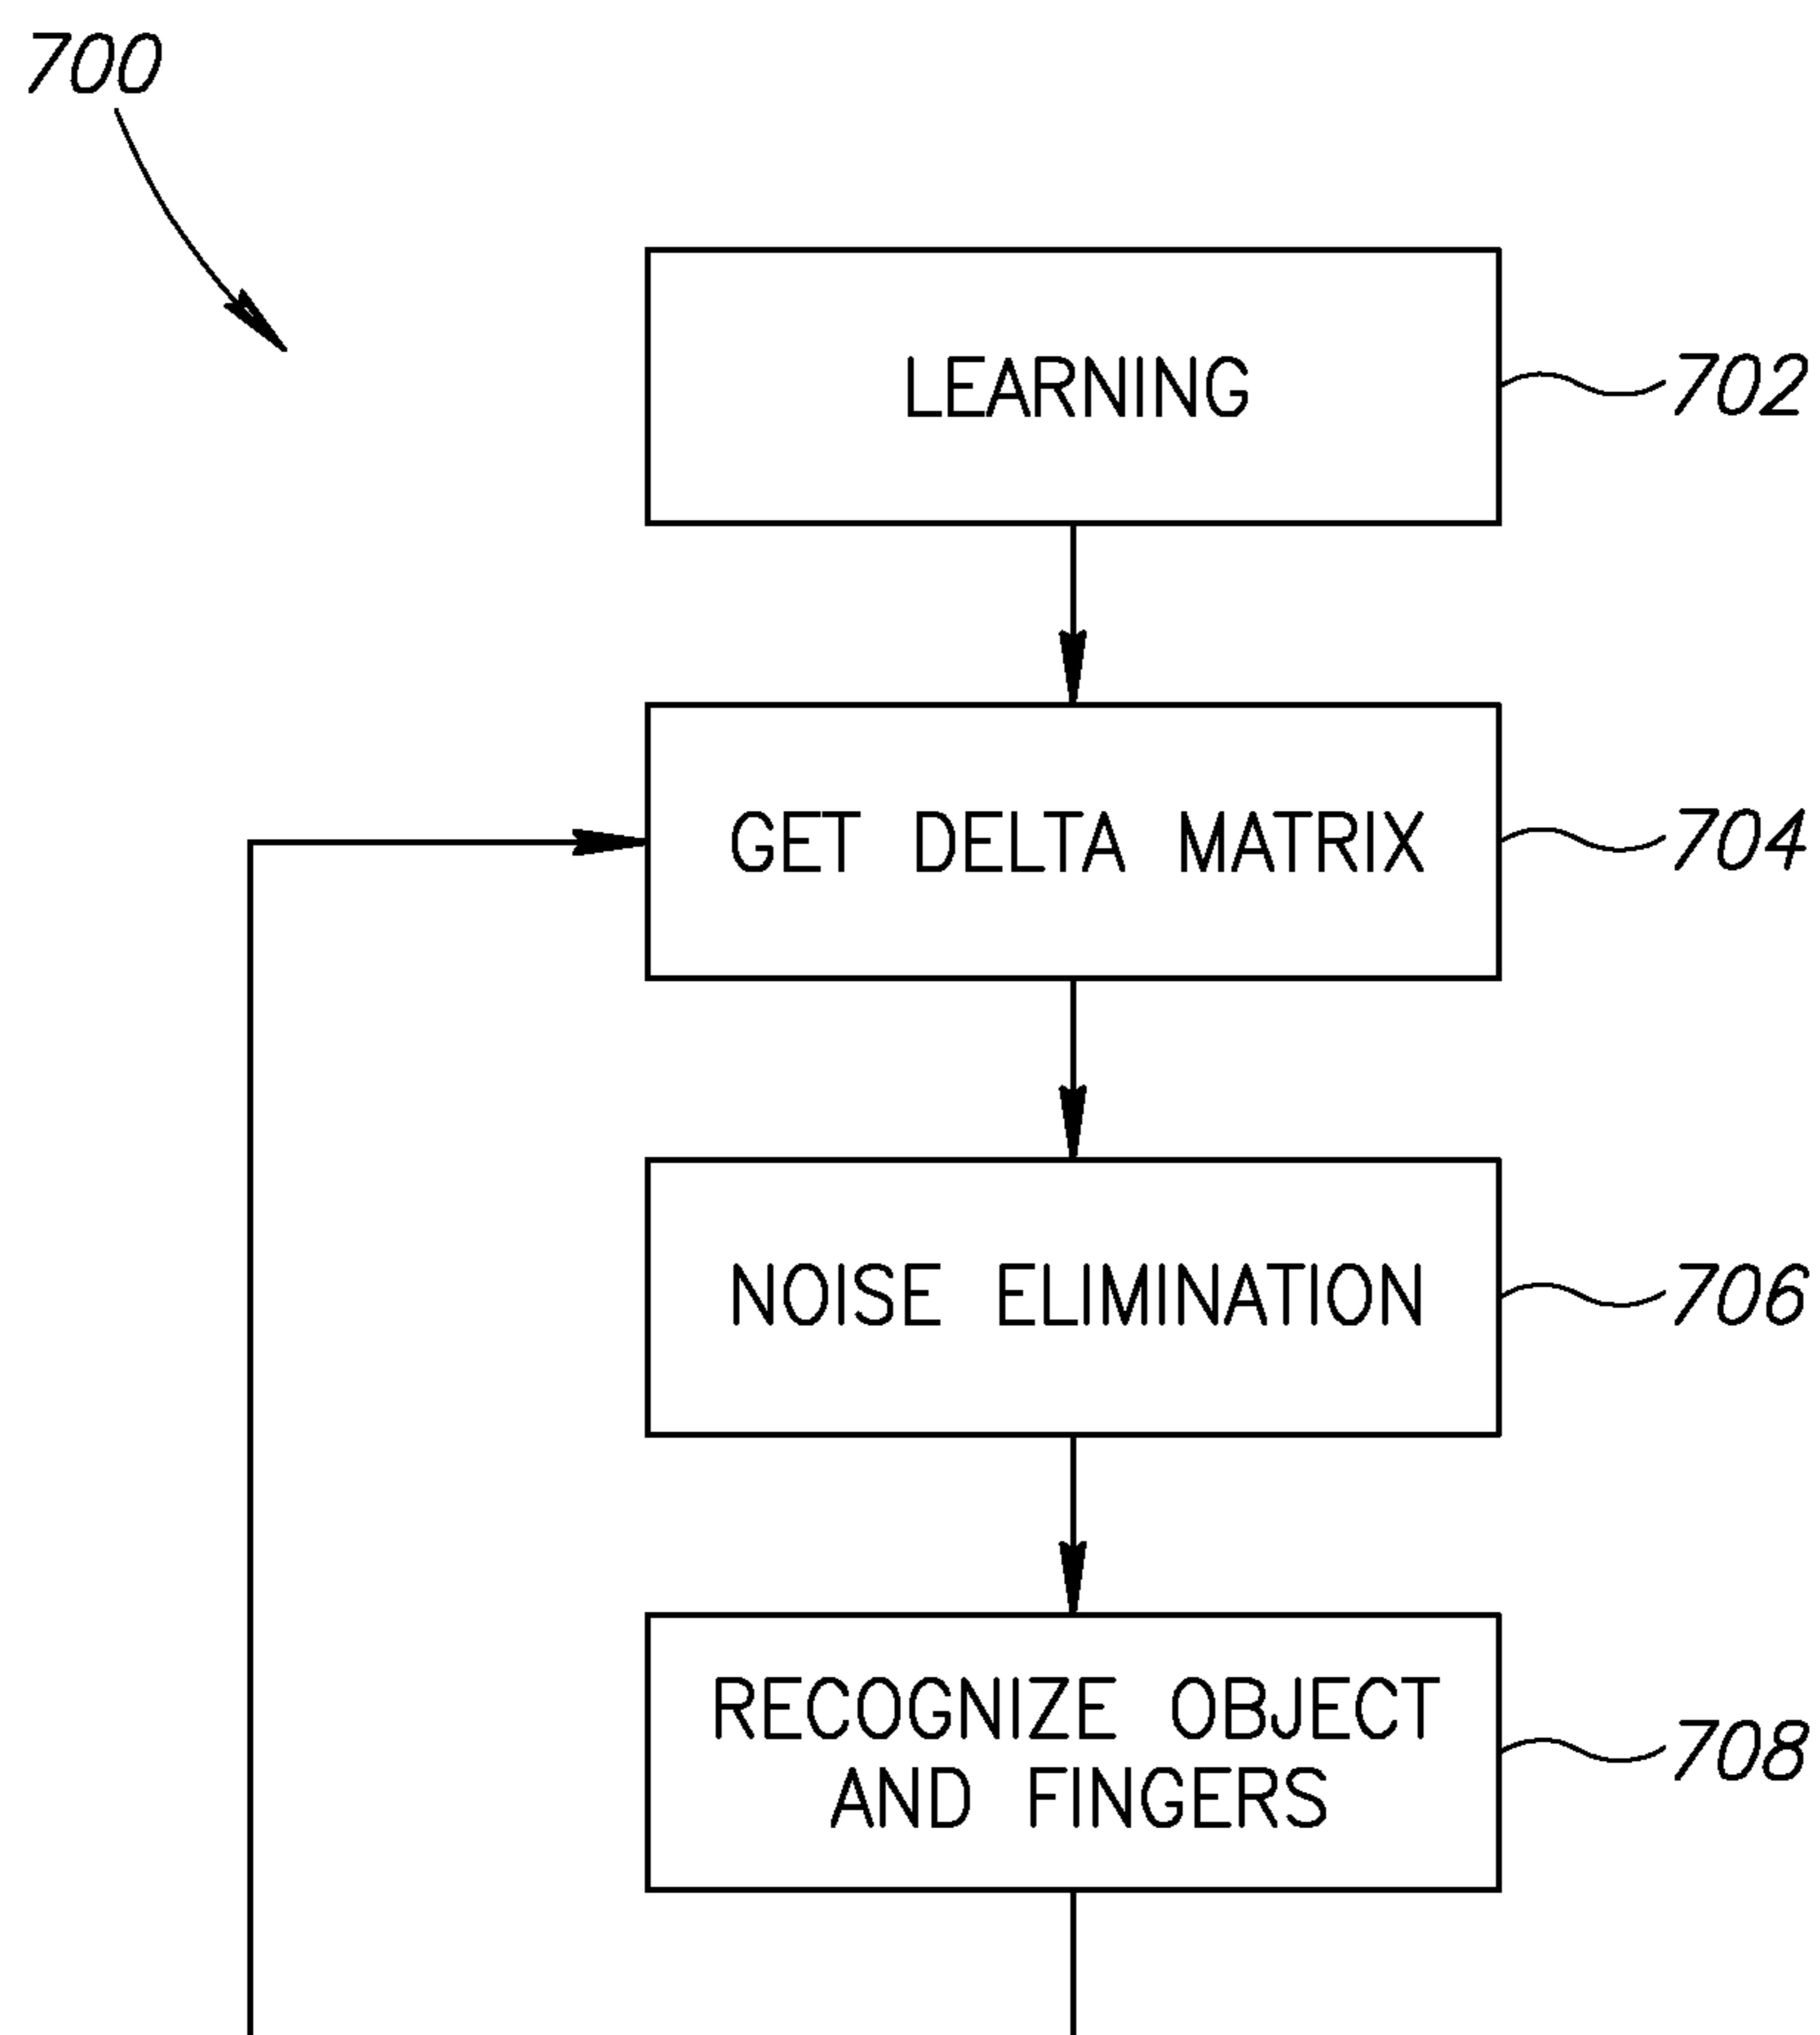 700
LEARNING
702
GET DELTA MATRIX
704
NOISE ELIMINATION
706
RECOGNIZE OBJECT
AND FINGERS
708